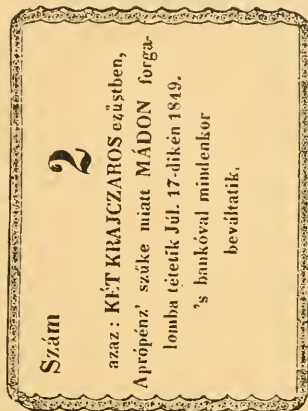 Szám 2
azaz: KÉT KRAJCZAROS ezüstben,
Aprópénz' szűke miatt MÁDON forga-
lomba tétetik Júl. 17-dikén 1849.
's bankóval mindenkor
beváltatik.